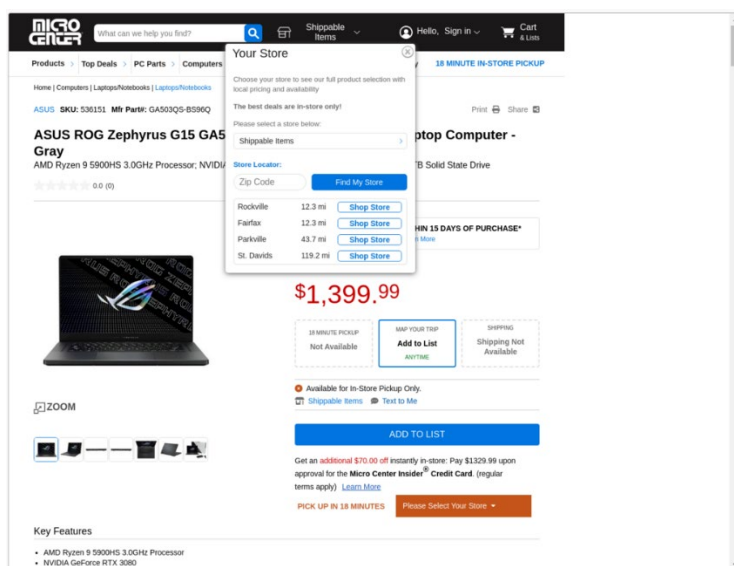 MICRO CENTER
What can we help you find?
Shippable Items
Hello, Sign in
Cart & Lists
Products
Top Deals
PC Parts
Computers
18 MINUTE IN-STORE PICKUP
Your Store
Choose your store to see our full product selection with local pricing and availability
The best deals are in-store only!
Please select a store below:
Shippable Items
Store Locator:
Zip Code
Find My Store
Rockville 12.3 mi Shop Store
Fairfax 12.3 mi Shop Store
Parkville 43.7 mi Shop Store
St. Davids 119.2 mi Shop Store
Home | Computers | Laptops/Notebooks | Laptops/Notebooks
ASUS SKU: 536151 Mfr Part#: GA503QS-BS96Q
Print Share
ASUS ROG Zephyrus G15 GA5
ptop Computer -
Gray
AMD Ryzen 9 5900HS 3.0GHz Processor; NVIDI
TB Solid State Drive
0.0 (0)
HIN 15 DAYS OF PURCHASE*
n More
$1,399.99
18 MINUTE PICKUP
Not Available
MAP YOUR TRIP
Add to List
ANYTIME
SHIPPING
Shipping Not
Available
Available for In-Store Pickup Only.
Shippable Items Text to Me
ZOOM
ADD TO LIST
Get an additional $70.00 off instantly in-store: Pay $1329.99 upon
approval for the Micro Center Insider® Credit Card. (regular
terms apply) Learn More
PICK UP IN 18 MINUTES
Please Select Your Store
Key Features
AMD Ryzen 9 5900HS 3.0GHz Processor
NVIDIA GeForce RTX 3080